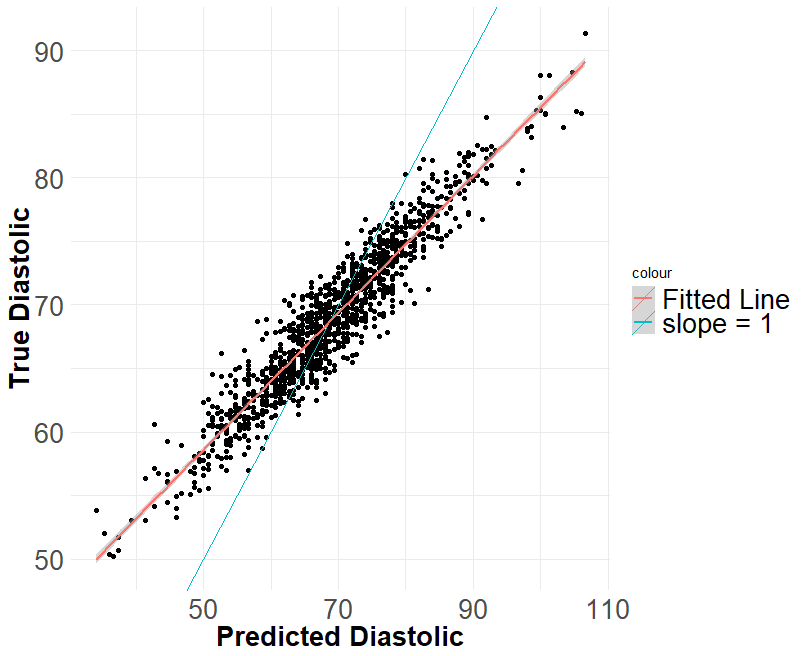 90
80
70
60
50
True Diastolic
50
70
90
110
Predicted Diastolic
colour
Fitted Line
slope = 1